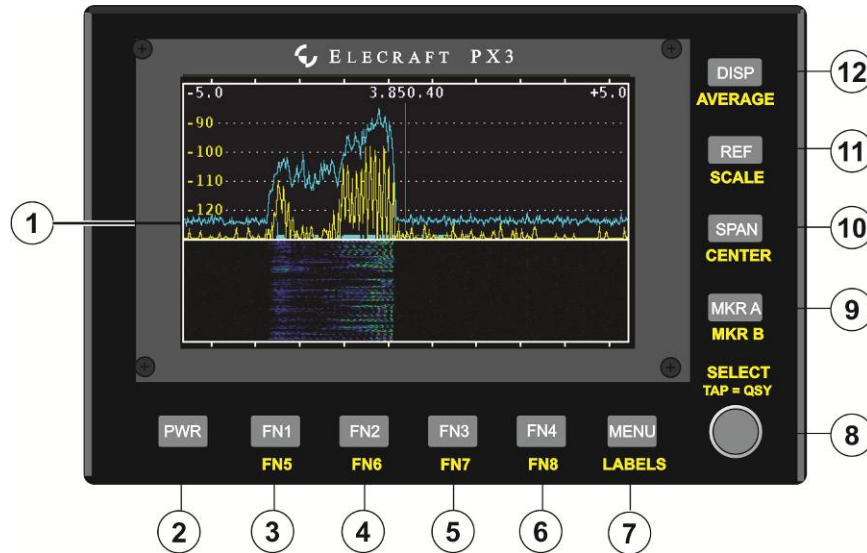 ELECRAFT PX3
-5.0 3.850.40 +5.0
-90
-100
-110
-120
DISP
AVERAGE
12
REF
SCALE
11
SPAN
CENTER
10
MKR A
MKR B
9
SELECT
TAP = QSY
8
1
PWR FN1 FN2 FN3 FN4 MENU
FN5 FN6 FN7 FN8 LABELS
2 3 4 5 6 7